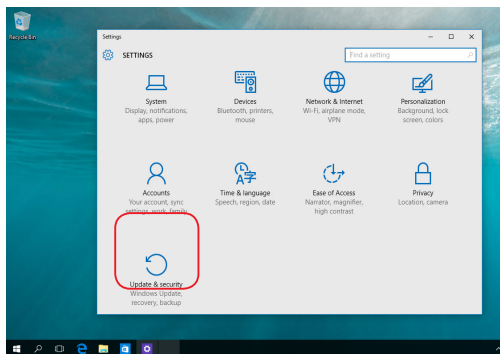 Recycle Bin
Settings
SETTINGS
Find a setting
System
Display, notifications,
apps, power
Devices
Bluetooth, printers,
mouse
Network & Internet
Wi-Fi, airplane mode,
VPN
Personalization
Background, lock
screen, colors
Accounts
Your account, sync
settings, work, family
Time & language
Speech, region, date
Ease of Access
Narrator, magnifier,
high contrast
Privacy
Location, camera
Update & security
Windows Update,
recovery, backup